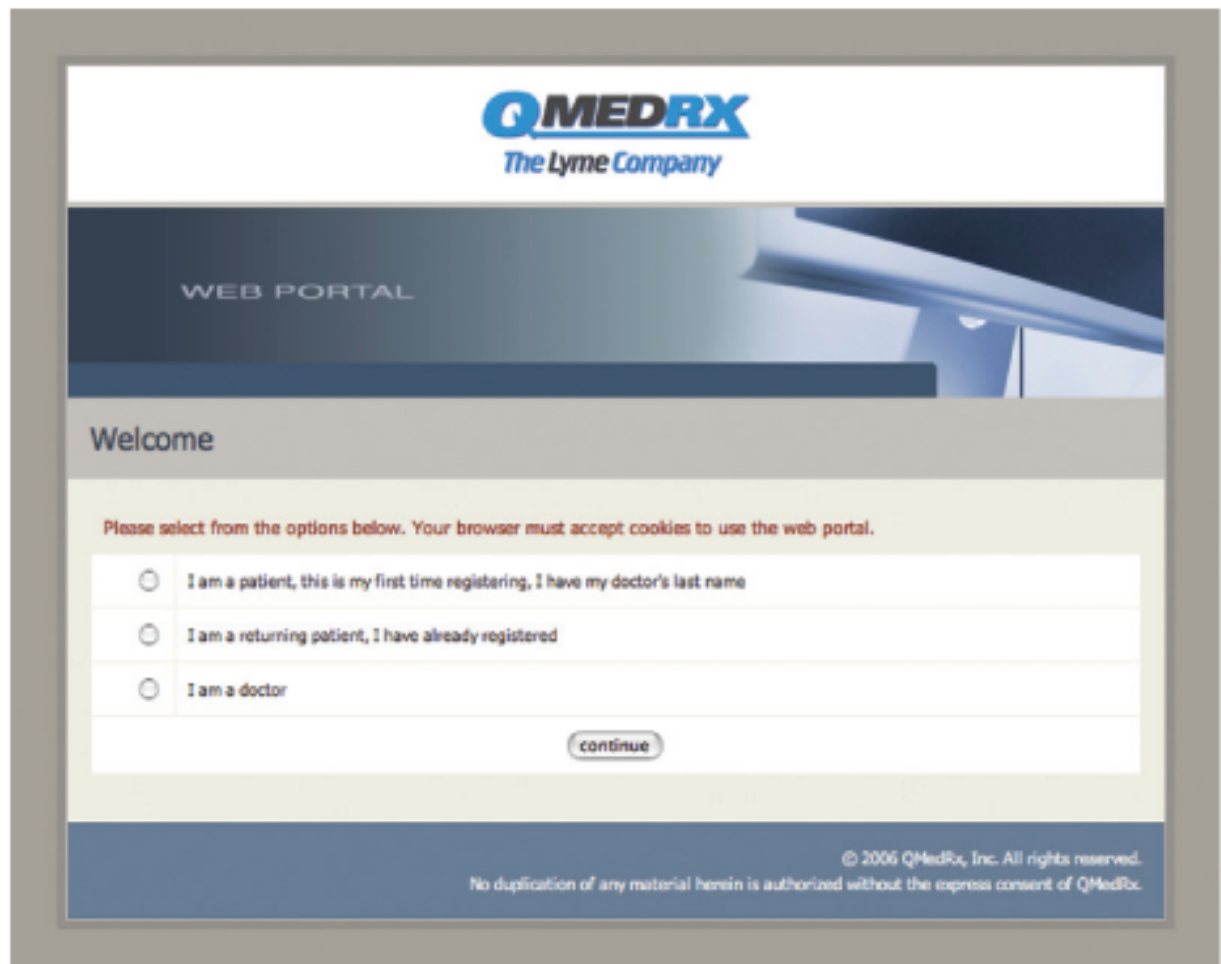 QMEDRX
The Lyme Company
WEB PORTAL
Welcome
Please select from the options below. Your browser must accept cookies to use the web portal.
I am a patient, this is my first time registering, I have my doctor's last name
I am a returning patient, I have already registered
I am a doctor
continue
© 2006 QMedRx, Inc. All rights reserved.
No duplication of any material herein is authorized without the express consent of QMedRx.